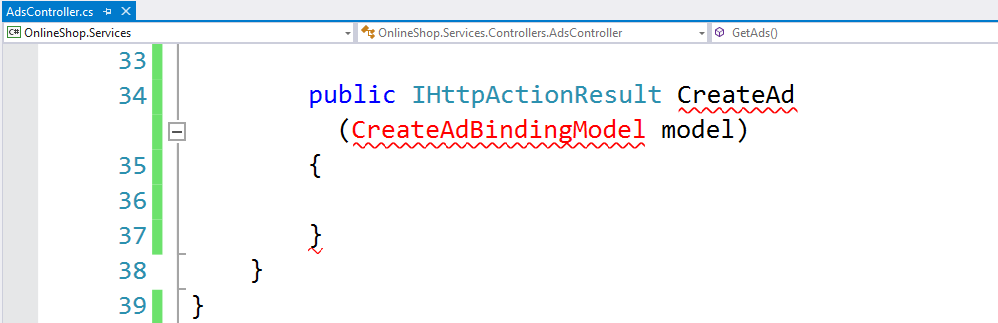 AdsController.cs
C# OnlineShop.Services OnlineShop.Services.Controllers.AdsController GetAds()
33
34 public IHttpActionResult CreateAd
(CreateAdBindingModel model)
35 {
36
37 }
38 }
39 }